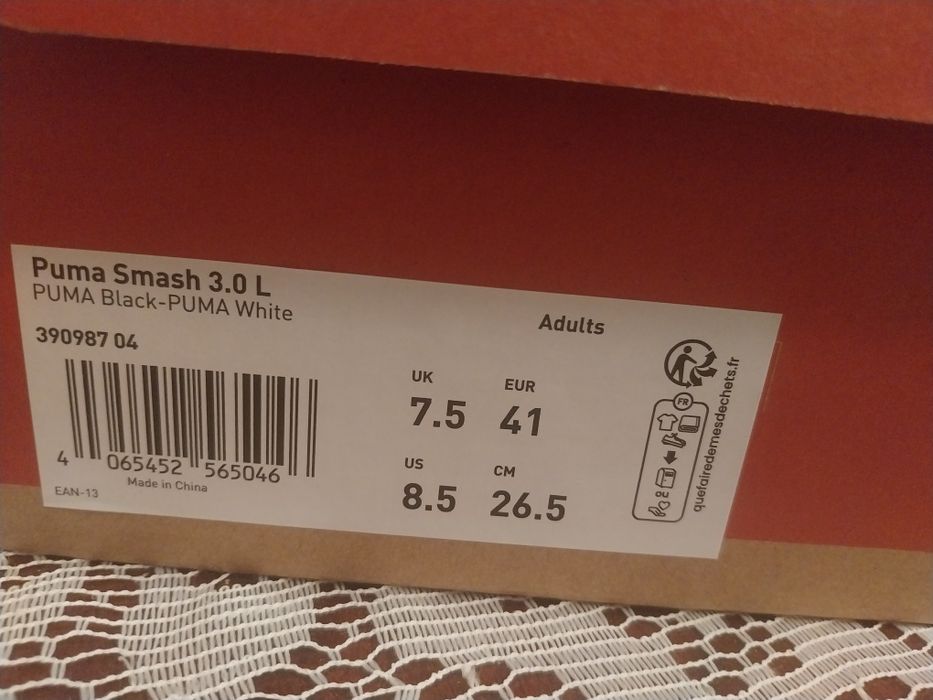 Puma Smash 3.0 L
PUMA Black-PUMA White
390987 04
4 065452 565046
EAN-13
Made in China
Adults
UK
7.5
EUR
41
US
8.5
CM
26.5
FR
OU
quefairedemesdechets.fr